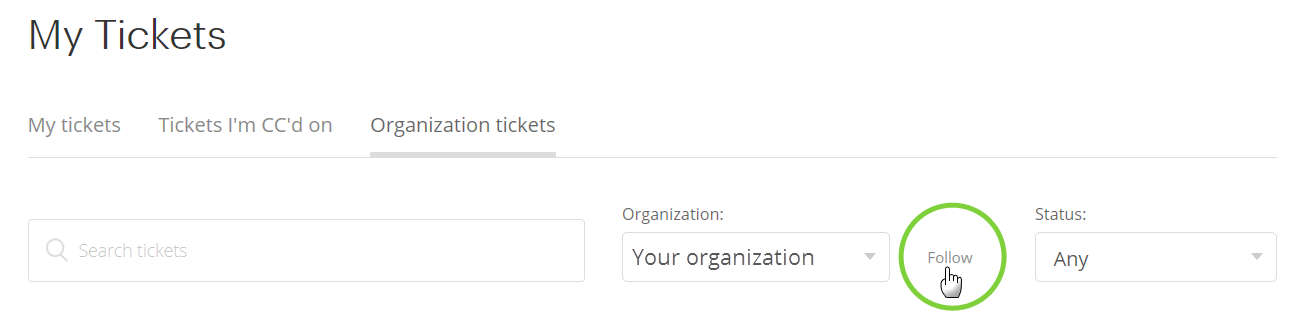 My Tickets
My tickets
Tickets I'm CC'd on
Organization tickets
Search tickets
Organization:
Your organization
Follow
Status:
Any